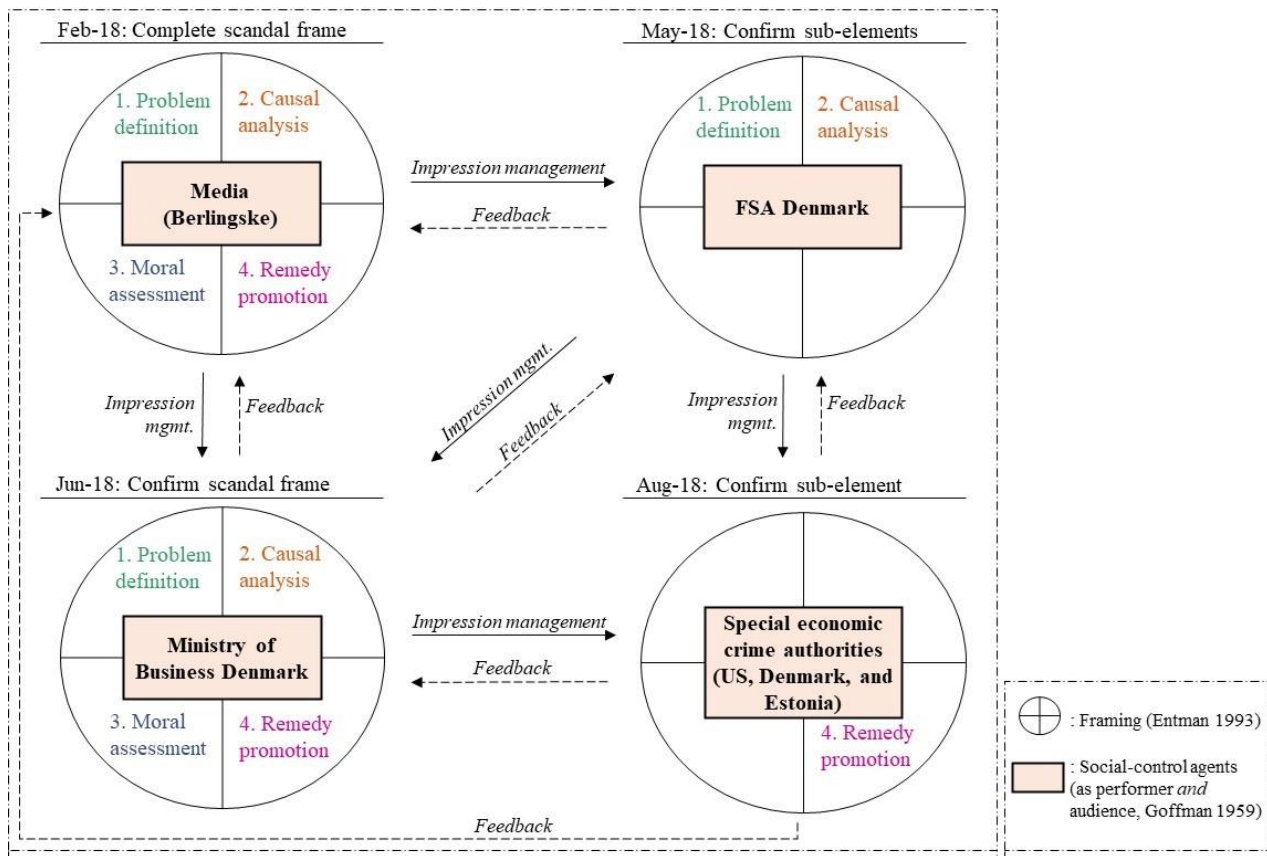 Feb-18: Complete scandal frame
1. Problem
definition
2. Causal
analysis
Media
(Berlingske)
3. Moral
assessment
4. Remedy
promotion
Impression management
Feedback
May-18: Confirm sub-elements
1. Problem
definition
2. Causal
analysis
FSA Denmark
Impression
mgmt.
Feedback
Impression mgmt.
Feedback
Impression
mgmt.
Feedback
Jun-18: Confirm scandal frame
1. Problem
definition
2. Causal
analysis
Ministry of
Business Denmark
3. Moral
assessment
4. Remedy
promotion
Impression management
Feedback
Aug-18: Confirm sub-element
Special economic
crime authorities
(US, Denmark, and
Estonia)
4. Remedy
promotion
Feedback
: Framing (Entman 1993)
: Social-control agents
(as performer and
audience, Goffman 1959)